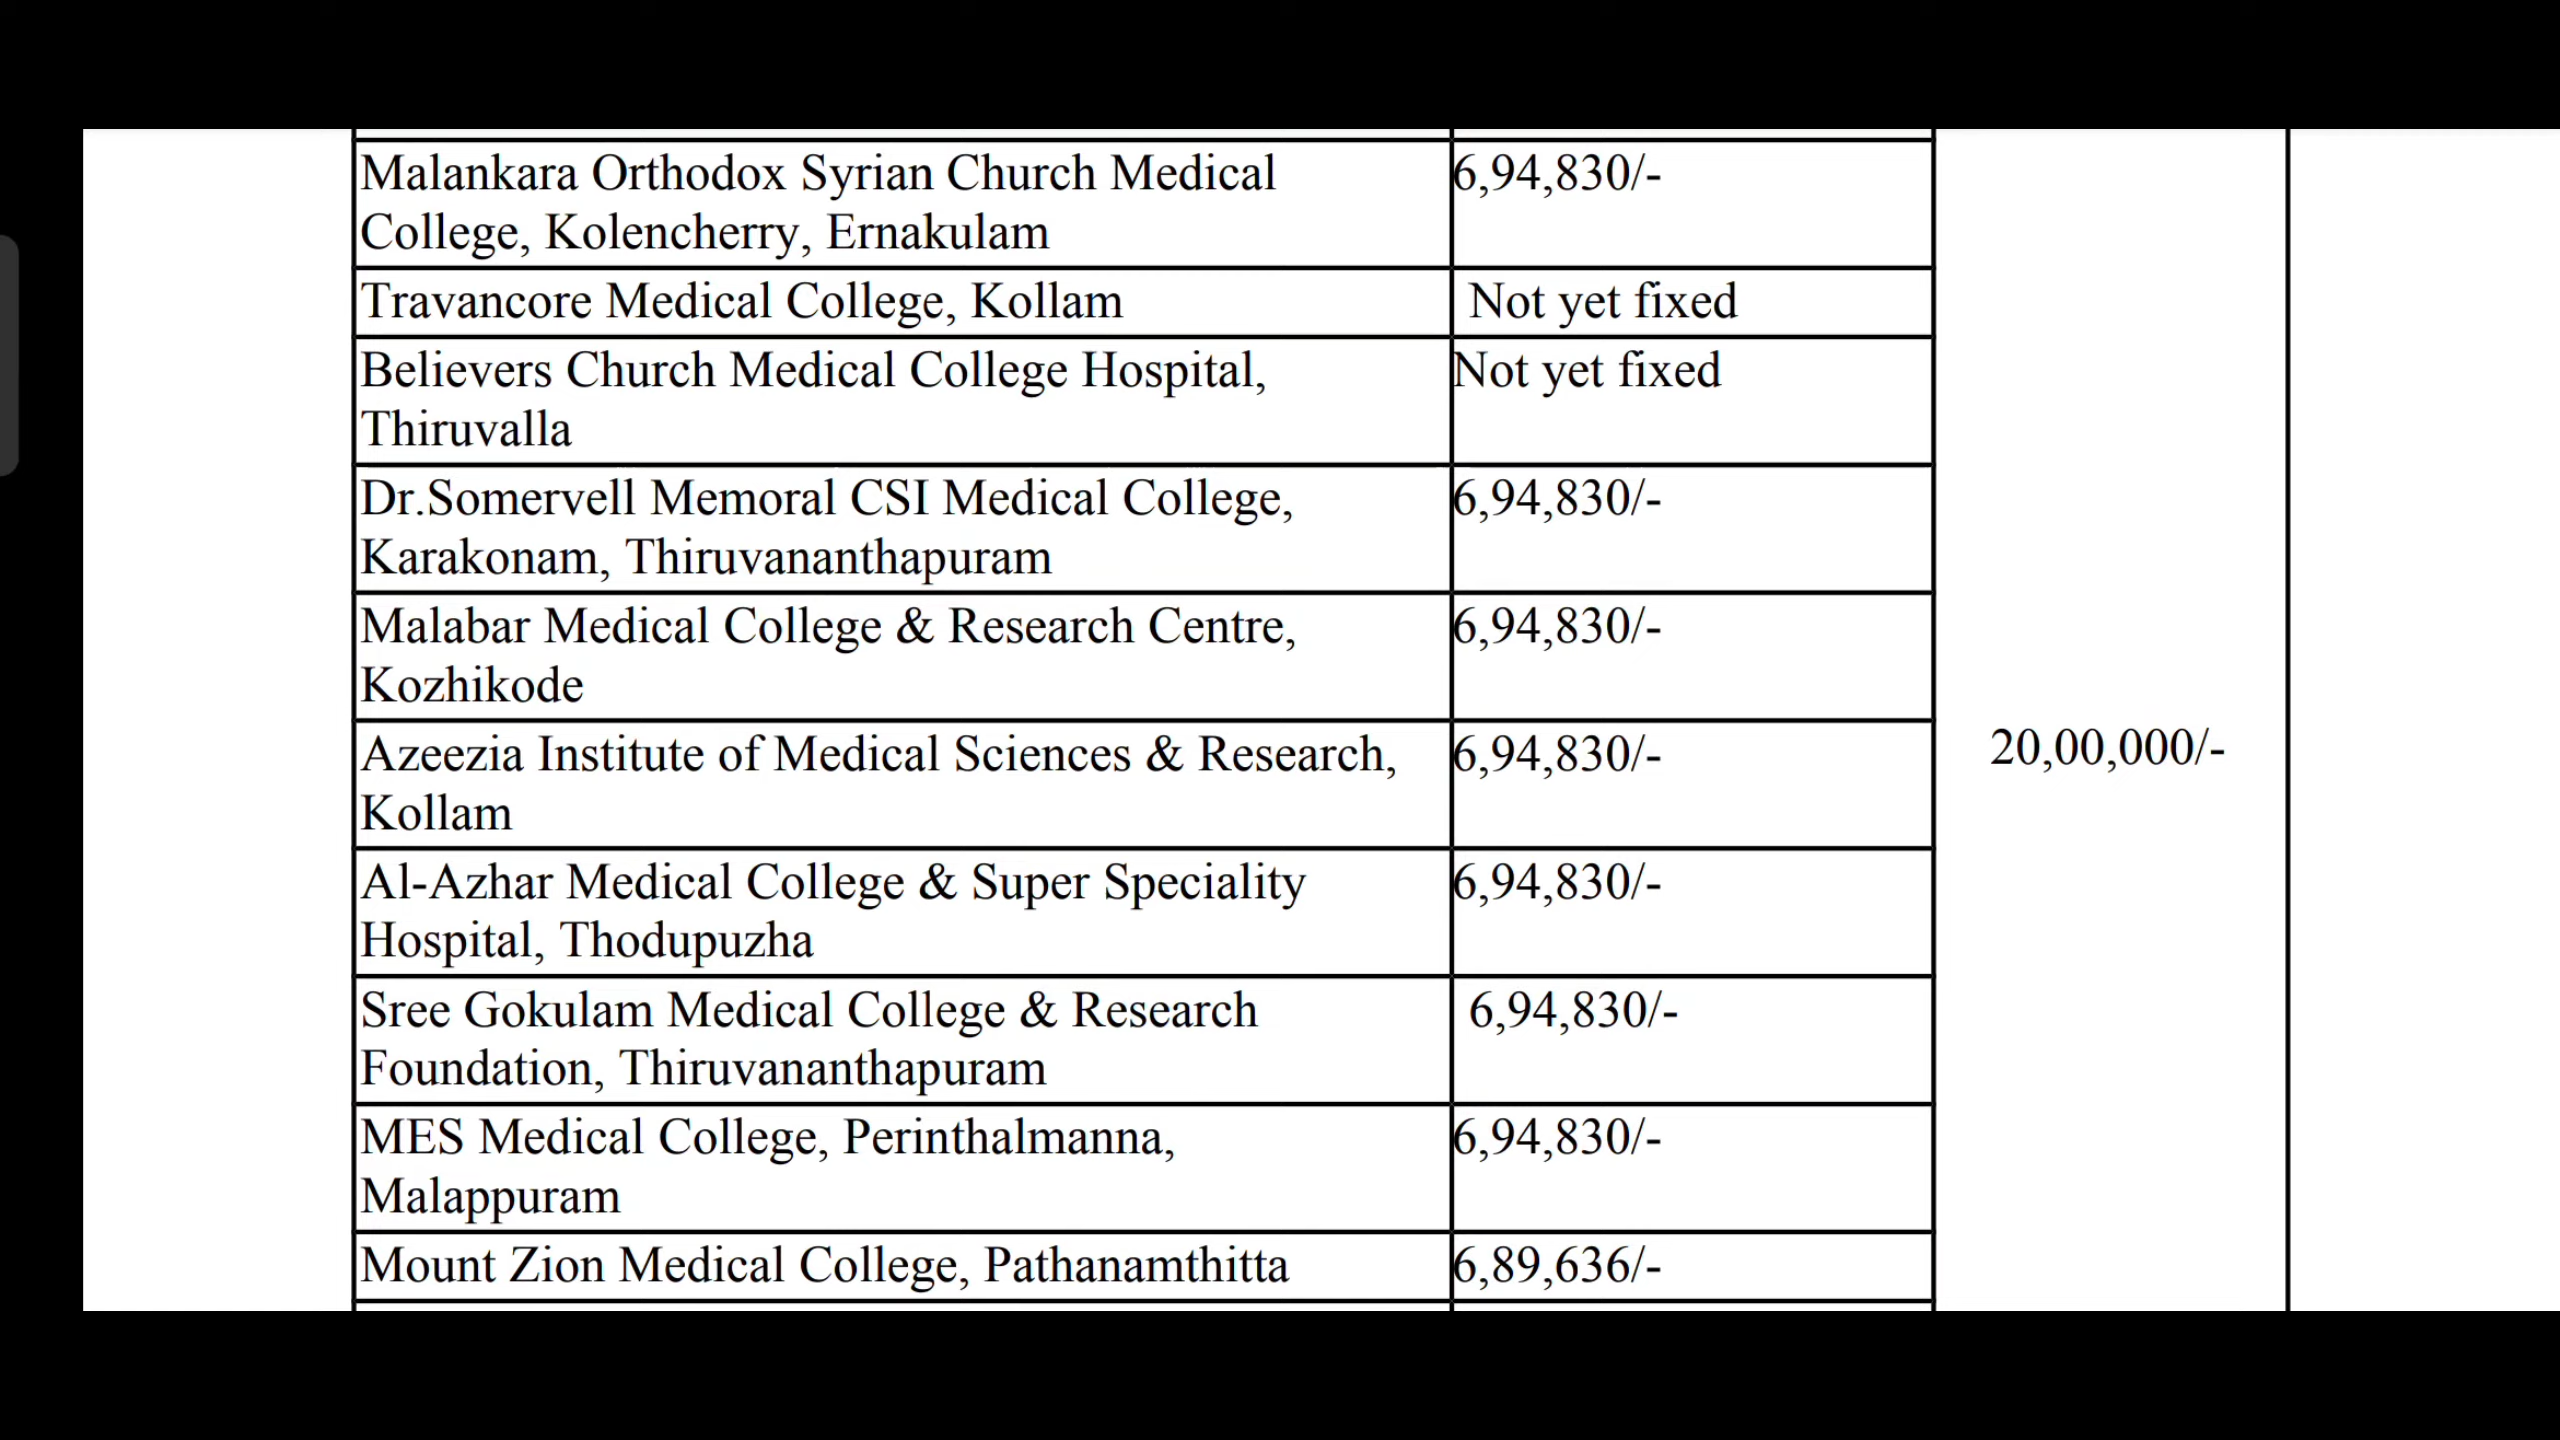 Malankara Orthodox Syrian Church Medical 6,94,830/-
College, Kolencherry, Ernakulam
Travancore Medical College, Kollam Not yet fixed
Believers Church Medical College Hospital, Not yet fixed
Thiruvalla
Dr.Somervell Memoral CSI Medical College, 6,94,830/-
Karakonam, Thiruvananthapuram
Malabar Medical College & Research Centre, 6,94,830/-
Kozhikode
Azeezia Institute of Medical Sciences & Research, 6,94,830/- 20,00,000/-
Kollam
Al-Azhar Medical College & Super Speciality 6,94,830/-
Hospital, Thodupuzha
Sree Gokulam Medical College & Research 6,94,830/-
Foundation, Thiruvananthapuram
MES Medical College, Perinthalmanna, 6,94,830/-
Malappuram
Mount Zion Medical College, Pathanamthitta 6,89,636/-